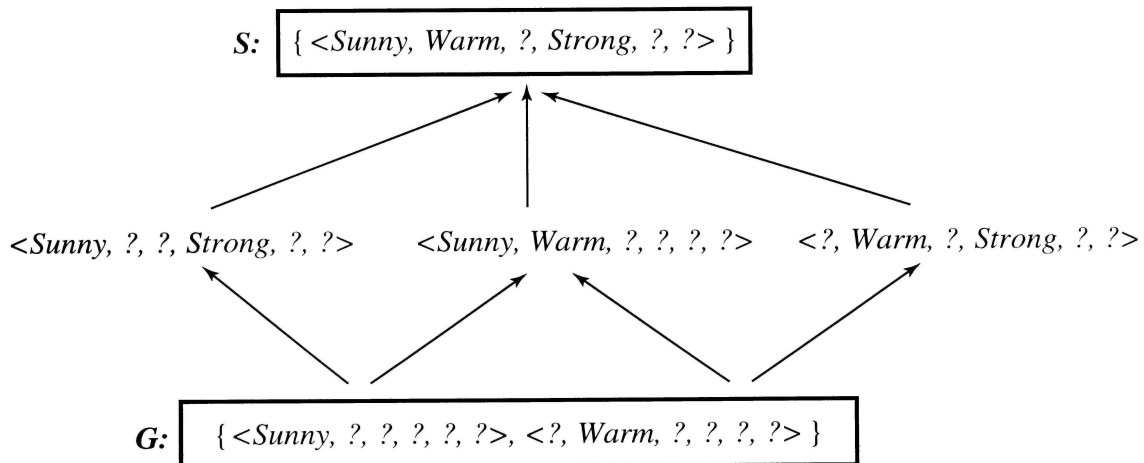 S: { <Sunny, Warm, ?, Strong, ?, ?> }
<Sunny, ?, ?, Strong, ?, ?> <Sunny, Warm, ?, ?, ?, ?> <?, Warm, ?, Strong, ?, ?>
G: { <Sunny, ?, ?, ?, ?, ?>, <?, Warm, ?, ?, ?, ?> }